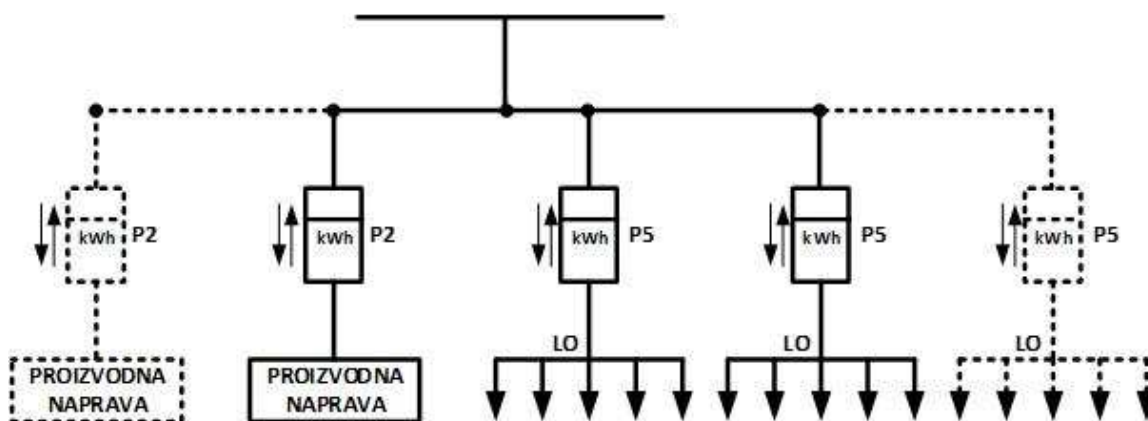 kWh P2
kWh P2
kWh P5
kWh P5
kWh P5
LO
LO
LO
PROIZVODNA
NAPRAVA
PROIZVODNA
NAPRAVA